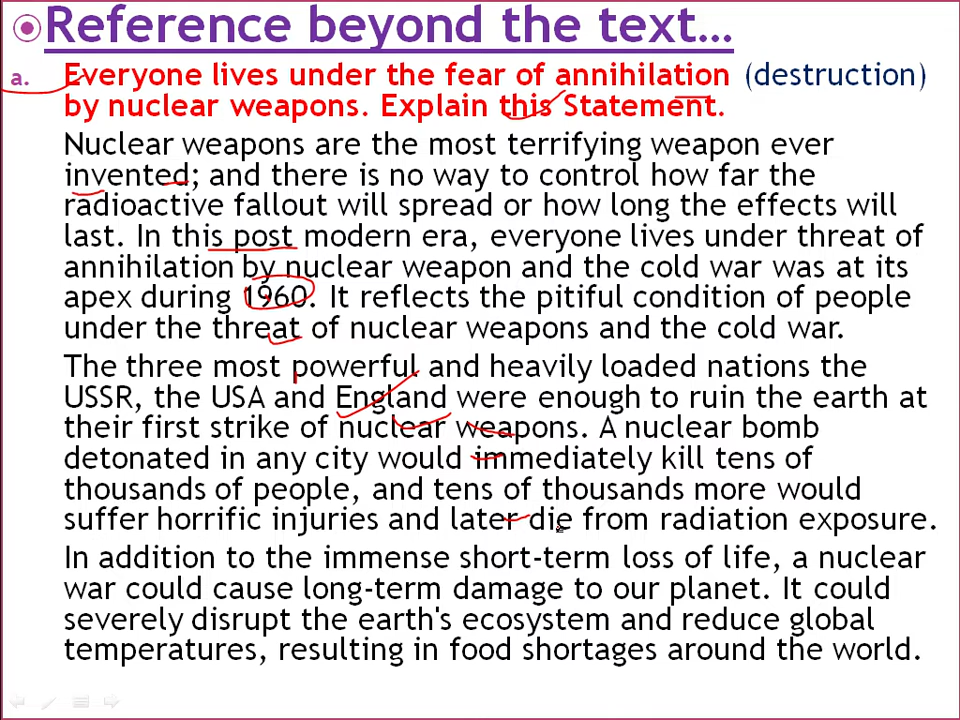 Reference beyond the text…
a. Everyone lives under the fear of annihilation (destruction)
by nuclear weapons. Explain this Statement.
Nuclear weapons are the most terrifying weapon ever
invented; and there is no way to control how far the
radioactive fallout will spread or how long the effects will
last. In this post modern era, everyone lives under threat of
annihilation by nuclear weapon and the cold war was at its
apex during 1960. It reflects the pitiful condition of people
under the threat of nuclear weapons and the cold war.
The three most powerful and heavily loaded nations the
USSR, the USA and England were enough to ruin the earth at
their first strike of nuclear weapons. A nuclear bomb
detonated in any city would immediately kill tens of
thousands of people, and tens of thousands more would
suffer horrific injuries and later die from radiation exposure.
In addition to the immense short-term loss of life, a nuclear
war could cause long-term damage to our planet. It could
severely disrupt the earth's ecosystem and reduce global
temperatures, resulting in food shortages around the world.